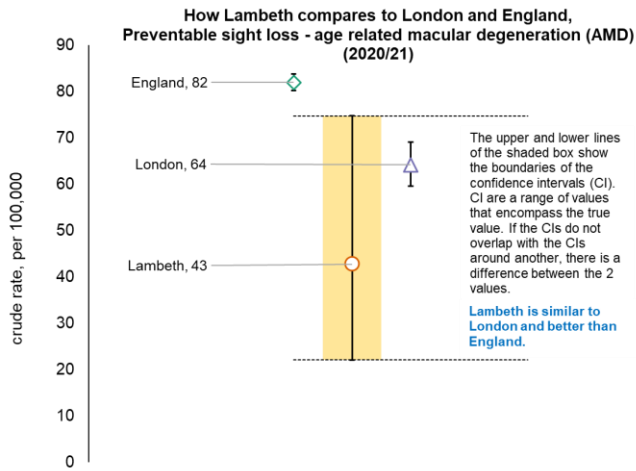 How Lambeth compares to London and England,
Preventable sight loss - age related macular degeneration (AMD)
(2020/21)
crude rate, per 100,000
90
80
70
60
50
40
30
20
10
0
England, 82
London, 64
Lambeth, 43
The upper and lower lines
of the shaded box show
the boundaries of the
confidence intervals (CI).
CI are a range of values
that encompass the true
value. If the CIs do not
overlap with the CIs
around another, there is a
difference between the 2
values.
Lambeth is similar to
London and better than
England.